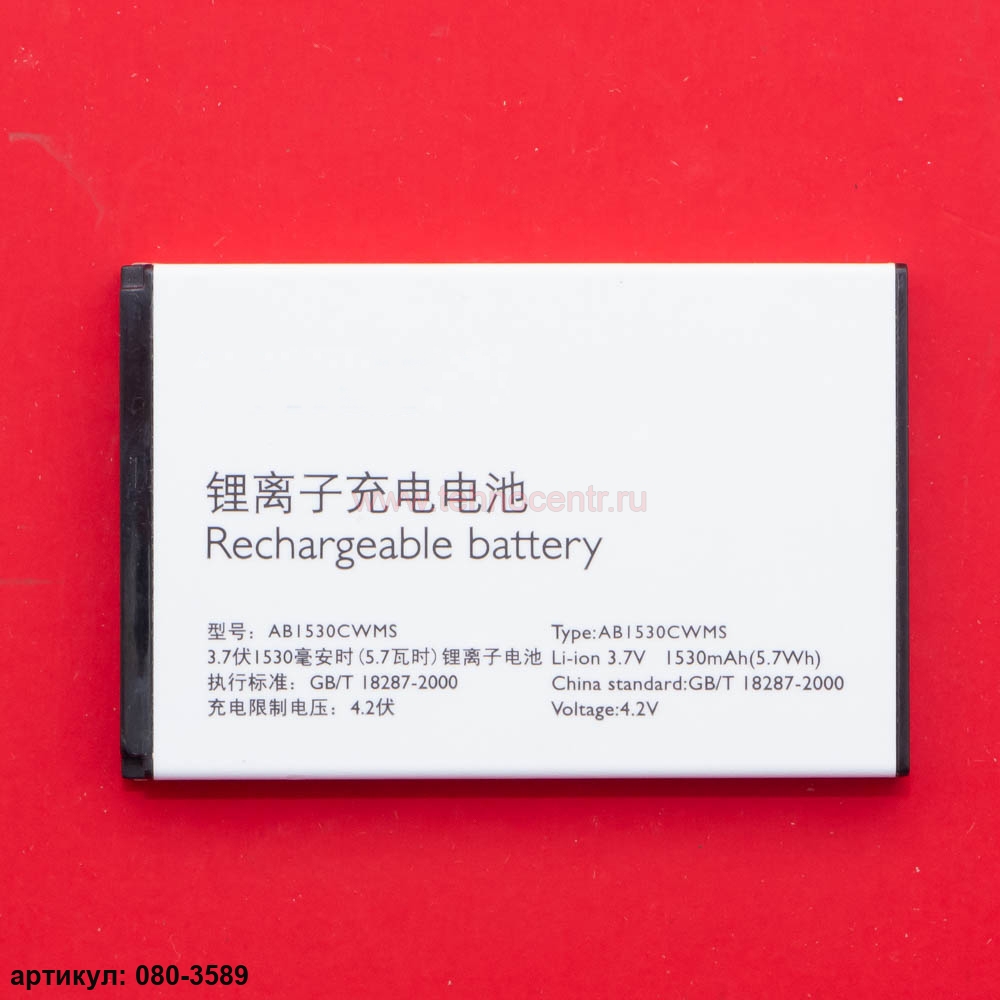 锂离子充电电池
www.tehnocentr.ru
Rechargeable battery
型号: AB1530CWMS
3.7伏1530毫安时(5.7瓦时)锂离子电池
执行标准: GB/T 18287-2000
充电限制电压: 4.2伏
Type:AB1530CWMS
Li-ion 3.7V 1530mAh(5.7Wh)
China standard:GB/T 18287-2000
Voltage:4.2V
артикул: 080-3589